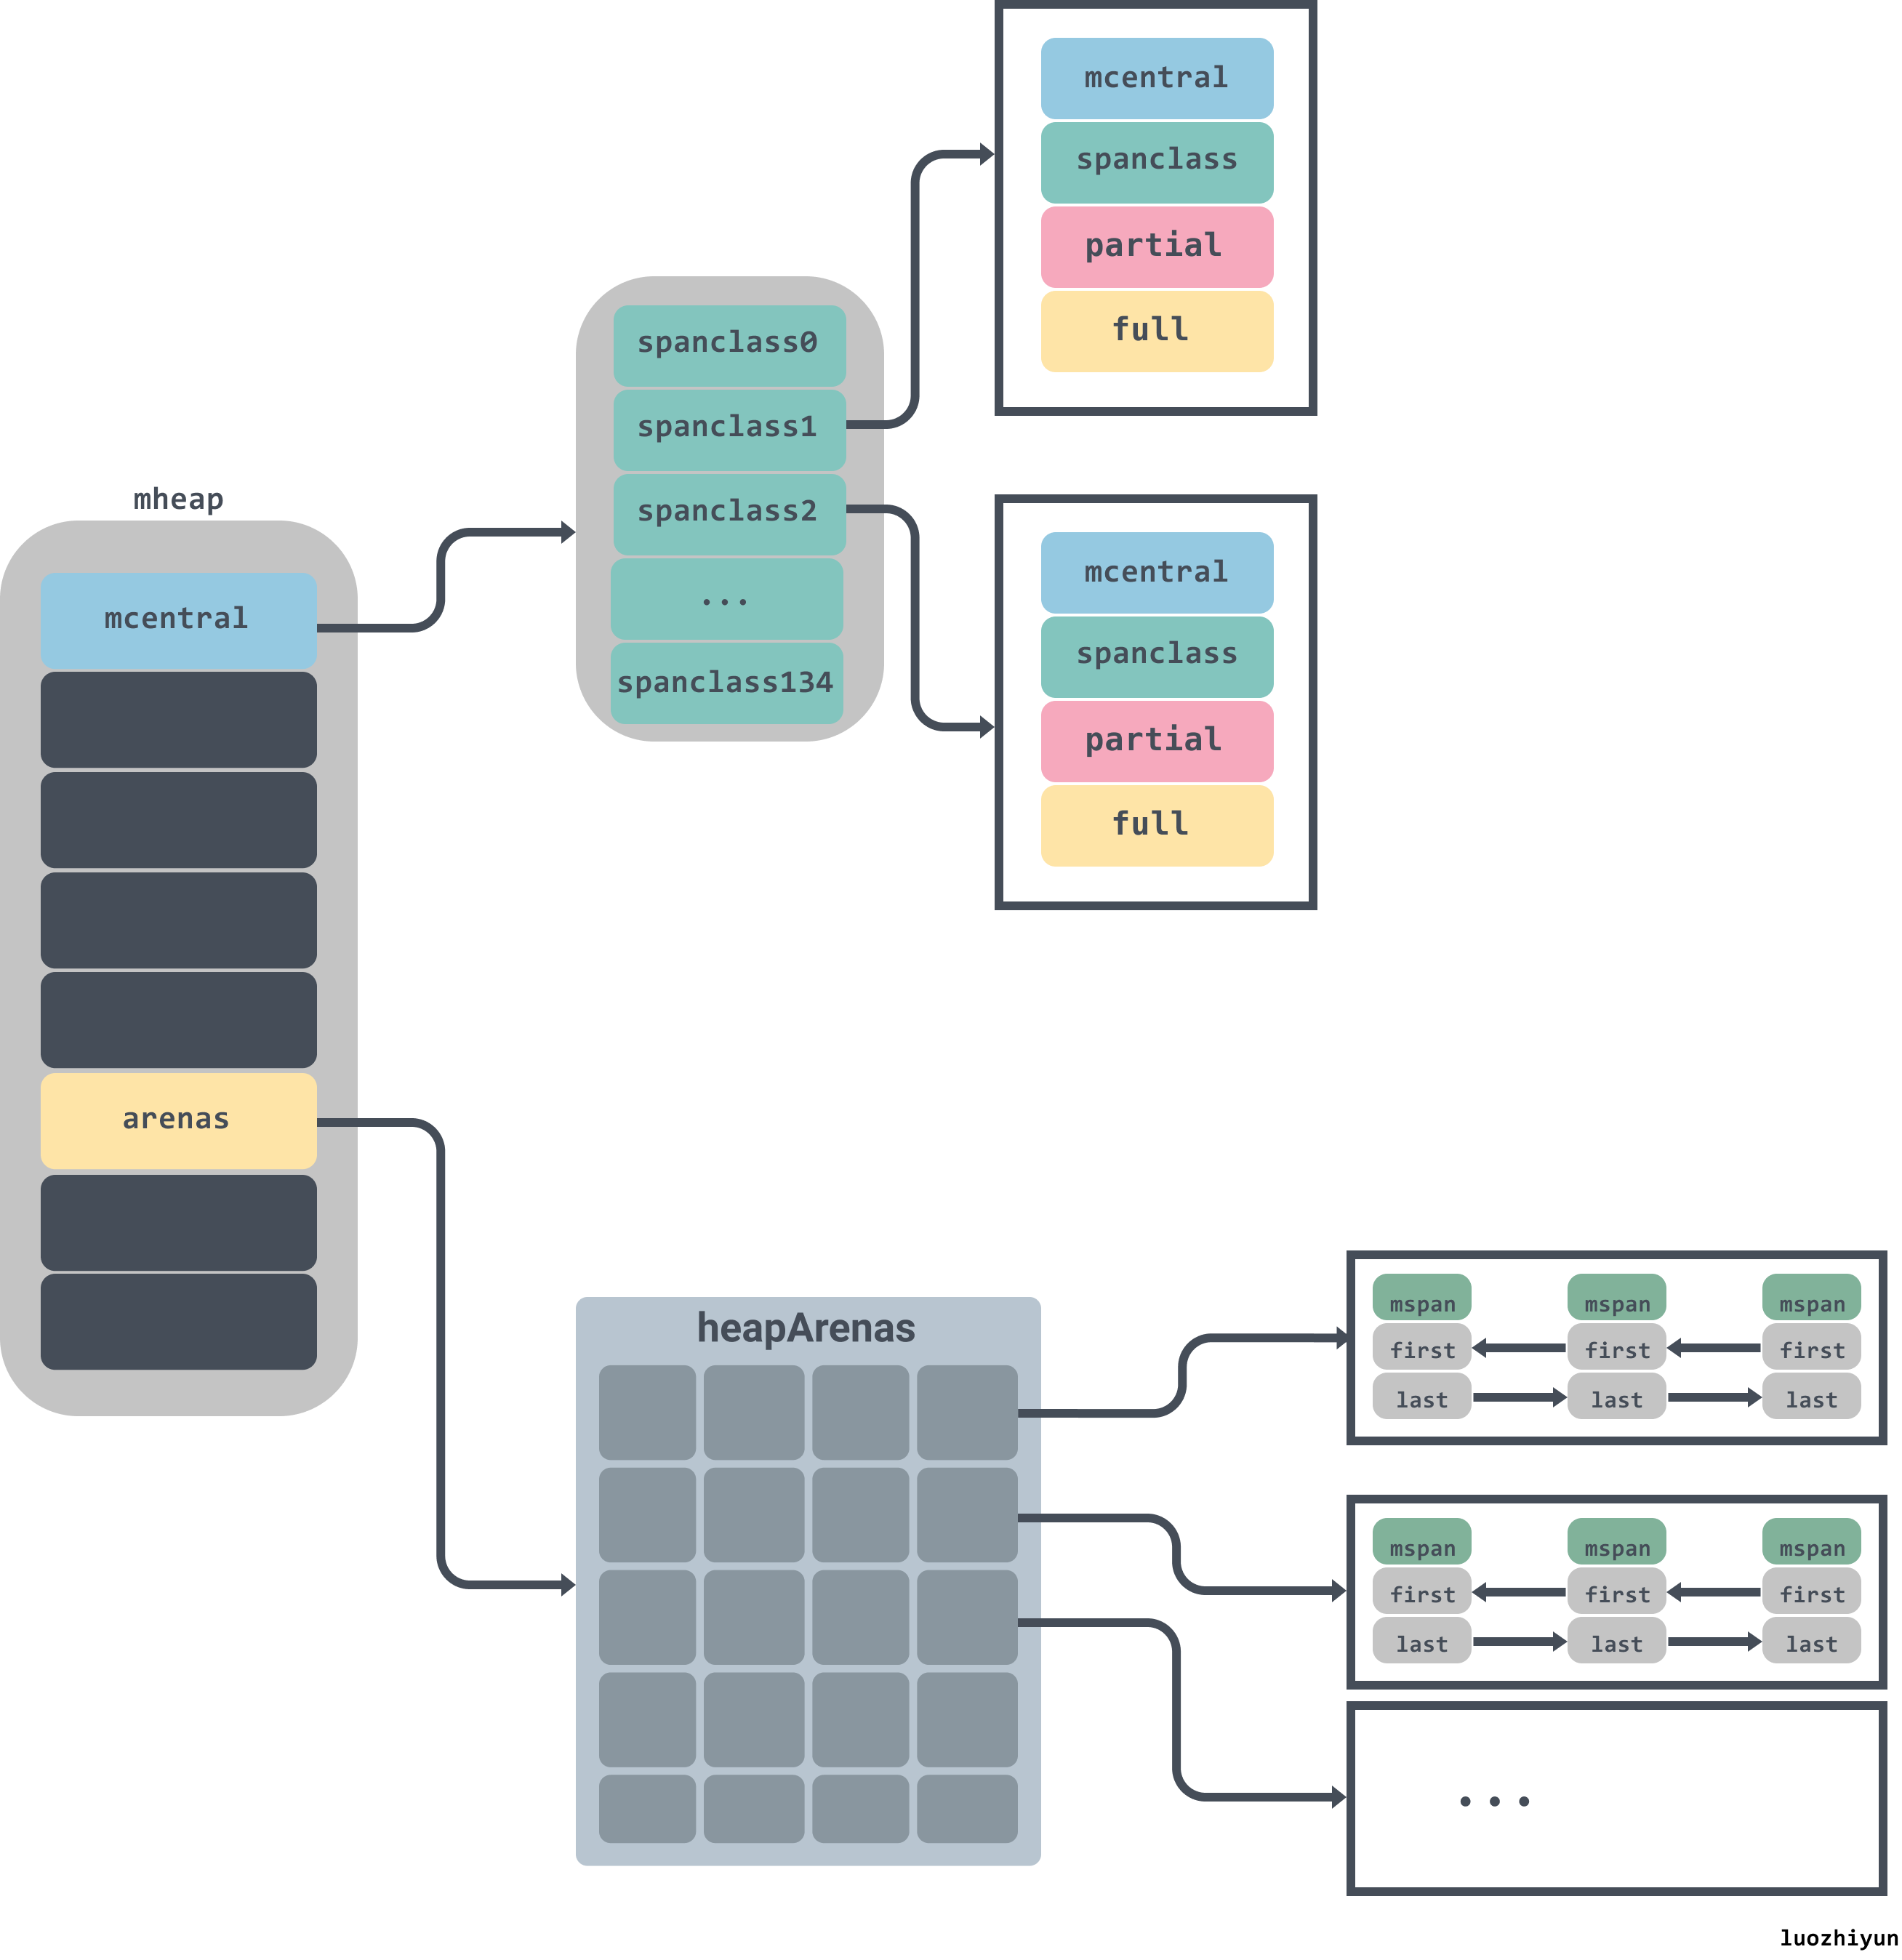 mheap
mcentral
arenas
spanclass0
spanclass1
spanclass2
...
spanclass134
mcentral
spanclass
partial
full
mcentral
spanclass
partial
full
heapArenas
mspan mspan mspan
first first first
last last last
mspan mspan mspan
first first first
last last last
...
luozhiyun